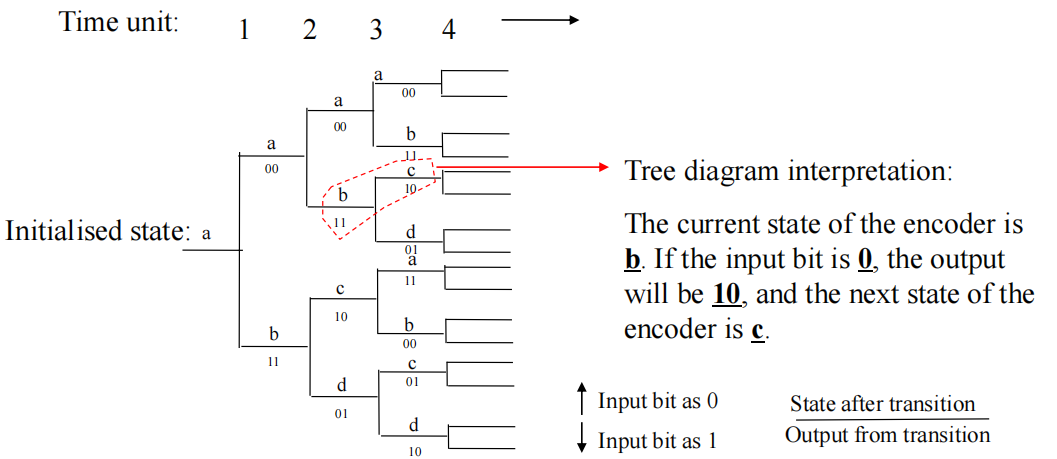 Time unit: 1 2 3 4
a
00
a
00
b
11
a
00
b
11
c
10
d
01
Initialised state: a
b
11
c
10
d
01
a
11
b
00
c
01
d
10
Tree diagram interpretation:
The current state of the encoder is
b. If the input bit is 0, the output
will be 10, and the next state of the
encoder is c.
Input bit as 0
Input bit as 1
State after transition
Output from transition